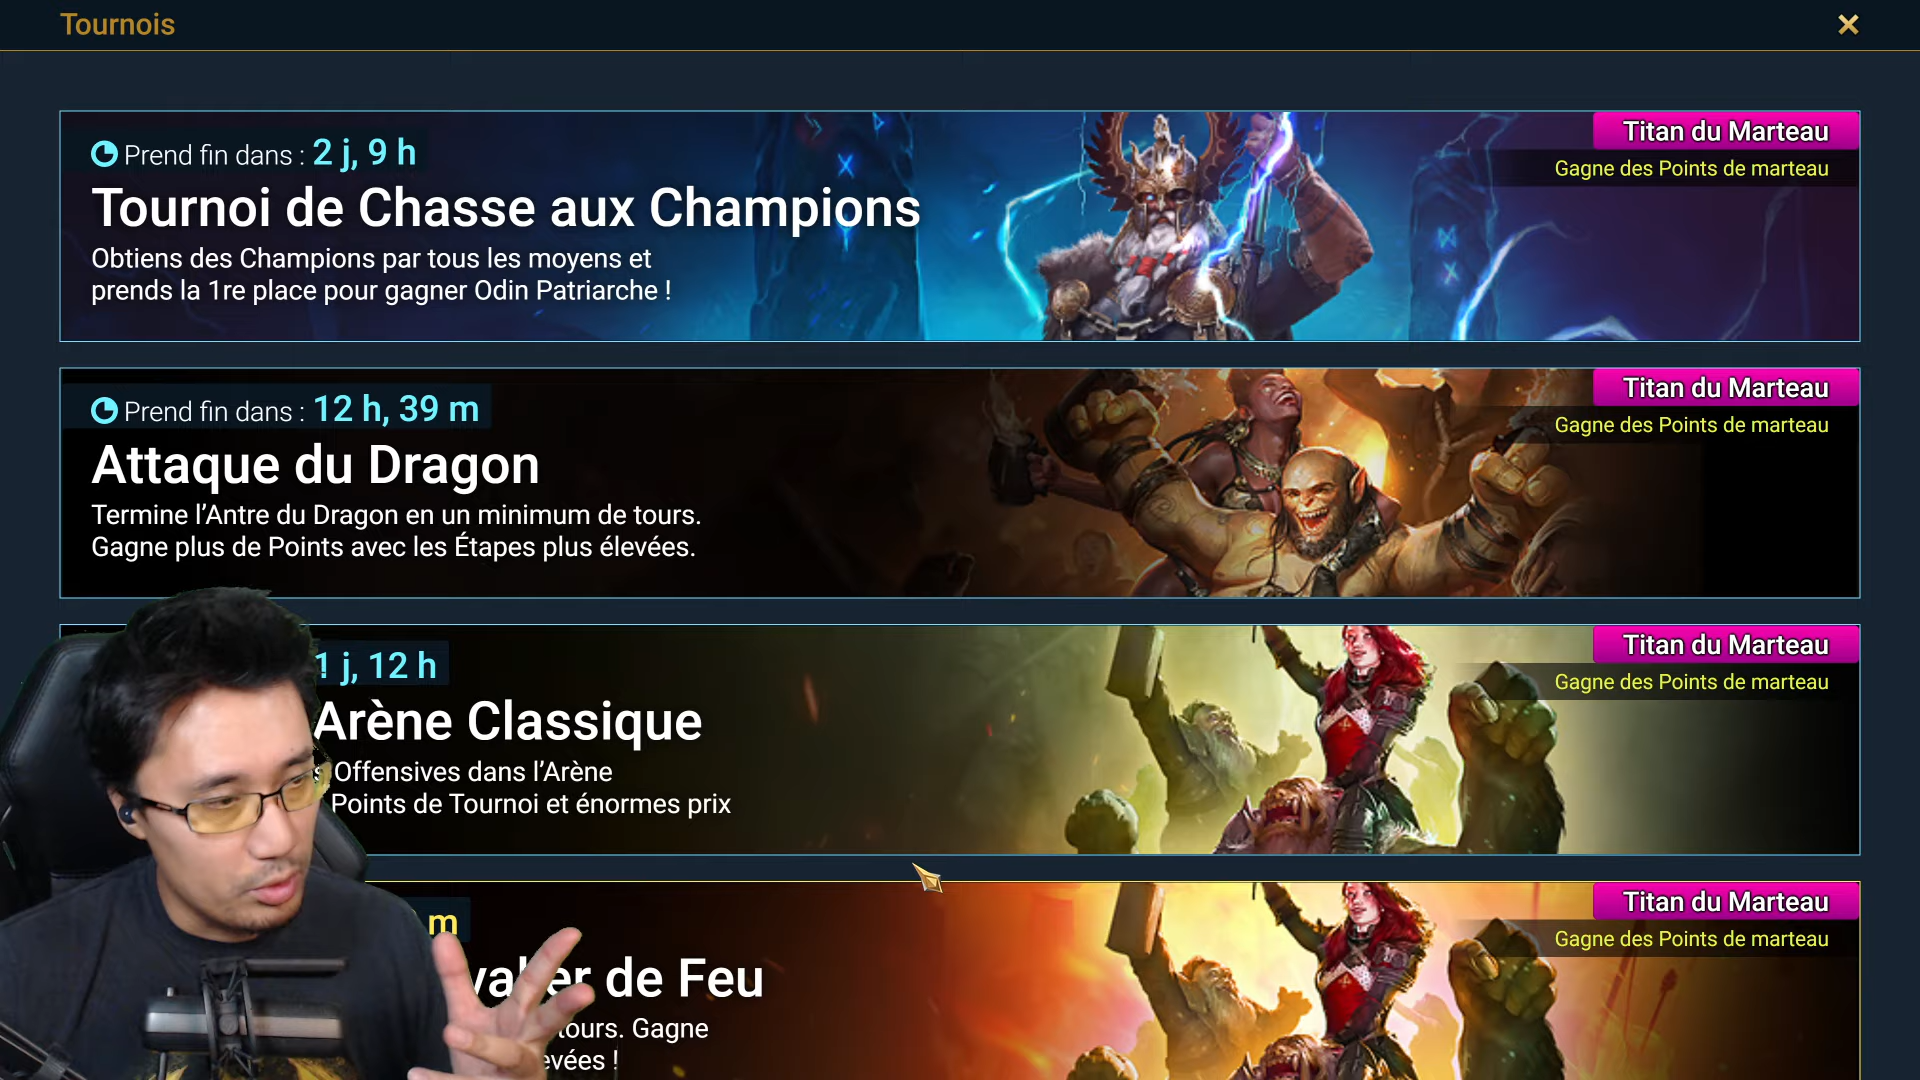 Tournois
Titan du Marteau
Prend fin dans : 2 j, 9 h
Gagne des Points de marteau
Tournoi de Chasse aux Champions
Obtiens des Champions par tous les moyens et
prends la 1re place pour gagner Odin Patriarche !
Titan du Marteau
Prend fin dans : 12 h, 39 m
Gagne des Points de marteau
Attaque du Dragon
Termine l’Antre du Dragon en un minimum de tours.
Gagne plus de Points avec les Étapes plus élevées.
Titan du Marteau
1 j, 12 h
Gagne des Points de marteau
Arène Classique
Offensives dans l’Arène
Points de Tournoi et énormes prix
Titan du Marteau
m
Gagne des Points de marteau
de Feu
tours. Gagne